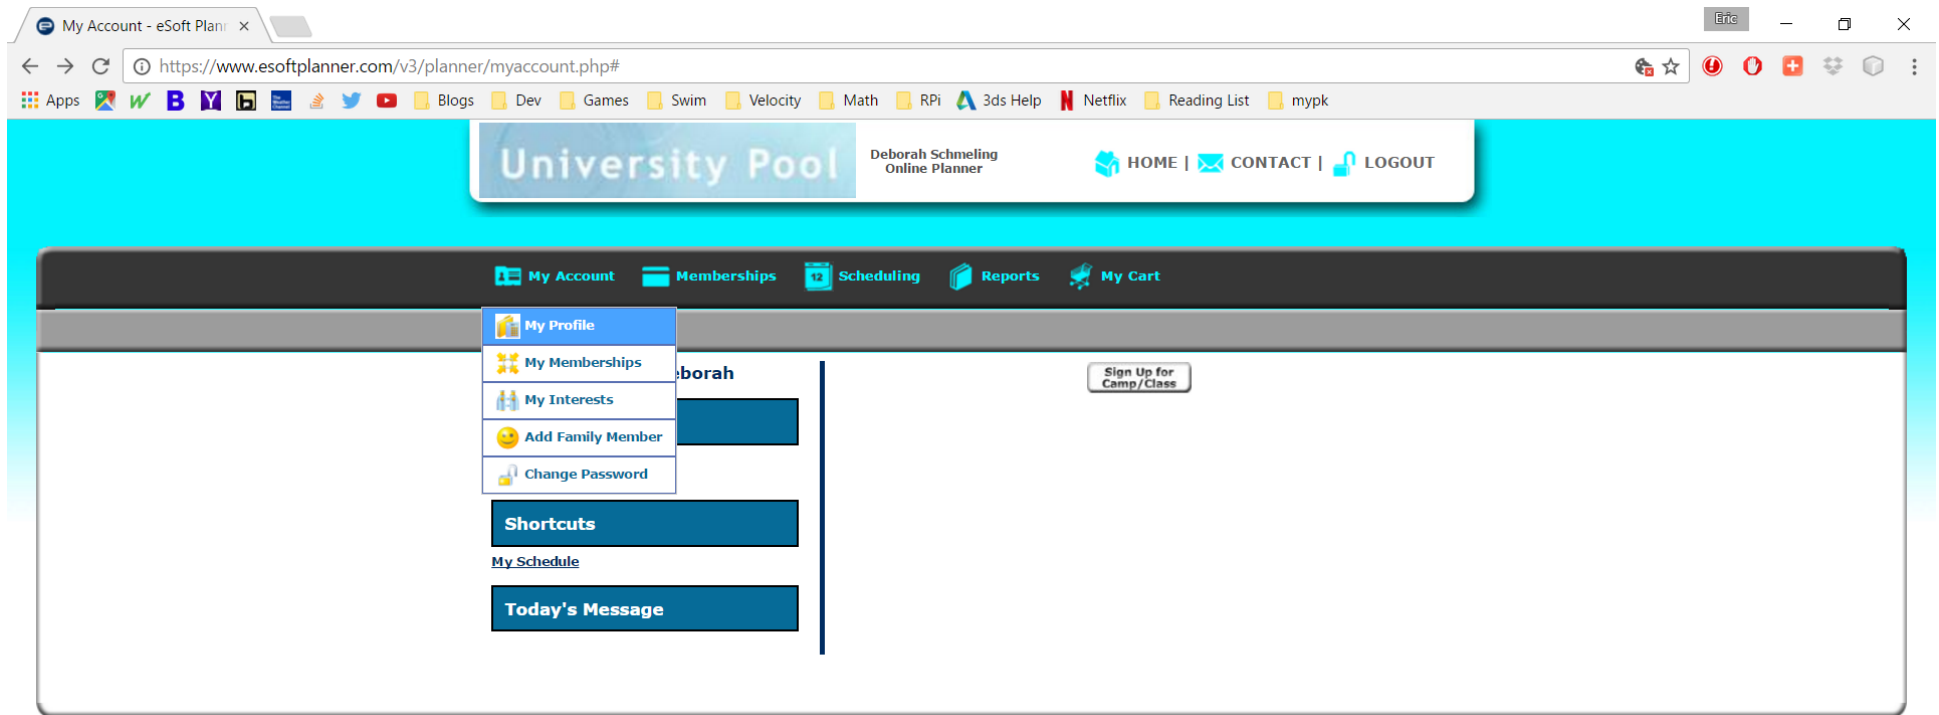 My Account - eSoft Plann
Eric
https://www.esoftplanner.com/v3/planner/myaccount.php#
Apps Blogs Dev Games Swim Velocity Math RPi 3ds Help Netflix Reading List mypk
University Pool
Deborah Schmeling
Online Planner
HOME | CONTACT | LOGOUT
My Account Memberships 12 Scheduling Reports My Cart
My Profile
My Memberships
My Interests
Add Family Member
Change Password
eborah
Sign Up for
Camp/Class
Shortcuts
My Schedule
Today's Message